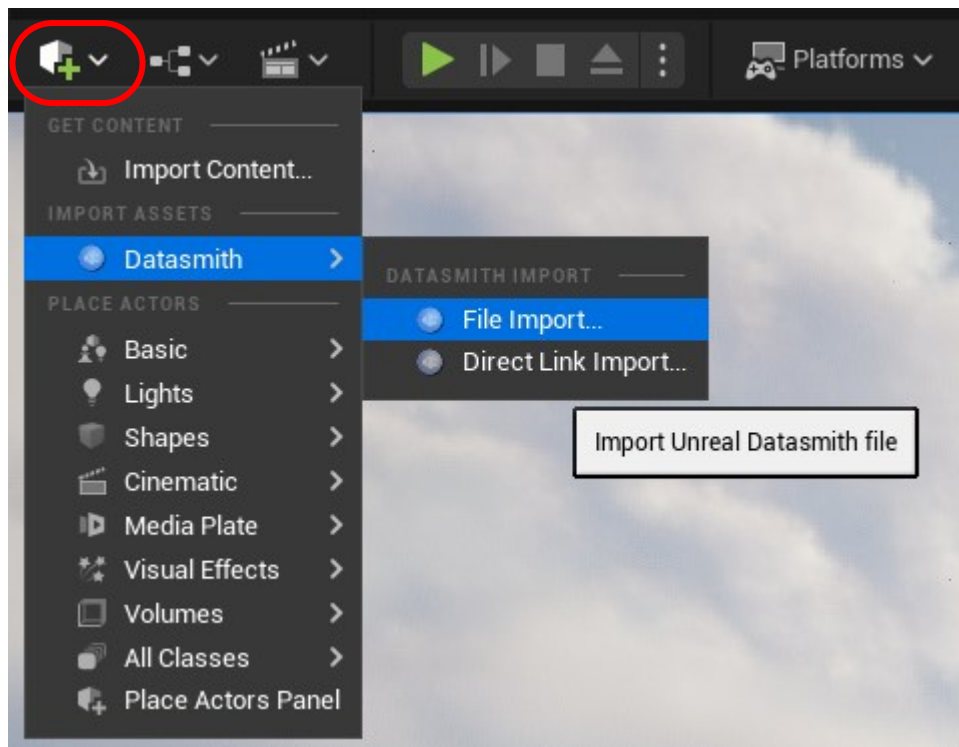 Platforms
GET CONTENT
Import Content...
IMPORT ASSETS
Datasmith
DATASMITH IMPORT
File Import...
Direct Link Import...
Import Unreal Datasmith file
PLACE ACTORS
Basic
Lights
Shapes
Cinematic
Media Plate
Visual Effects
Volumes
All Classes
Place Actors Panel